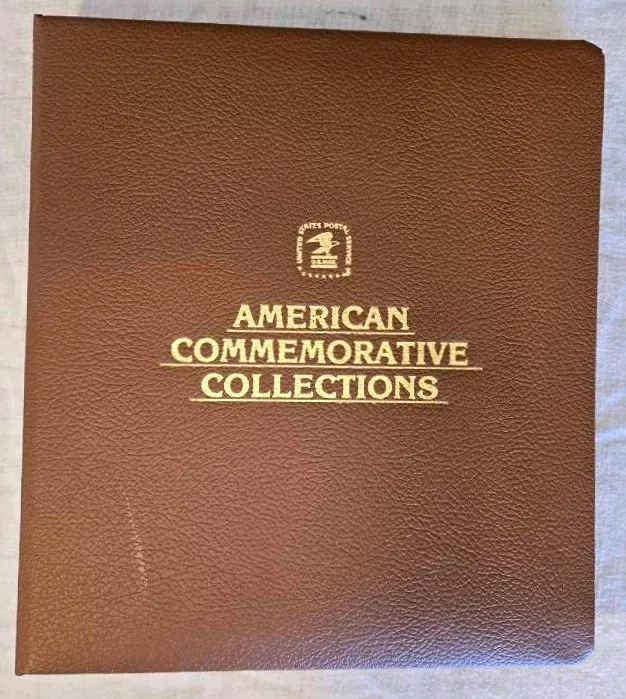 UNITED STATES POSTAL SERVICE
U.S. MAIL
AMERICAN
COMMEMORATIVE
COLLECTIONS